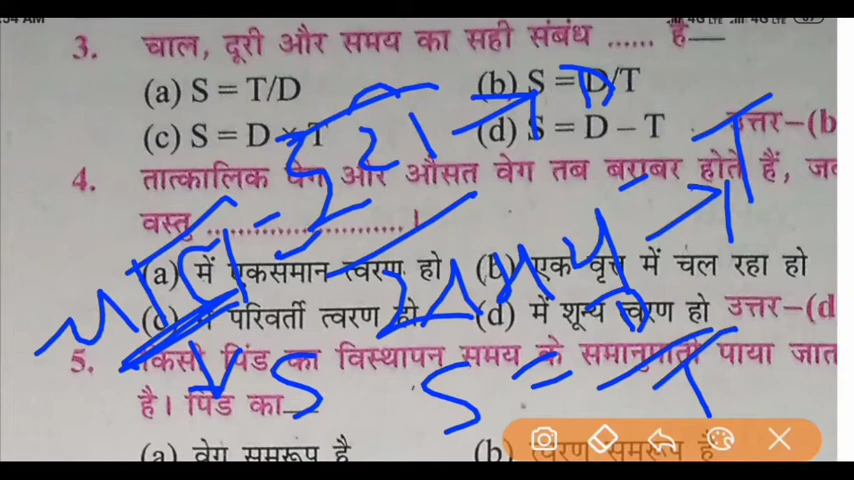 3. चाल, दूरी और समय का सही संबंध ...... है—
(a) S = T/D (b) S = D/T
(c) S = D × T (d) S = D – T उत्तर–(b
4. तात्कालिक वेग और औसत वेग तब बराबर होते हैं, जब
वस्तु .......................... ।
(a) में एकसमान त्वरण हो (b) एक वृत्त में चल रहा हो
(c) में परिवर्ती त्वरण हो (d) में शून्य त्वरण हो उत्तर–(d
5. किसी पिंड का विस्थापन समय के समानुपाती पाया जात
है। पिंड का—
(a) वेग समरूप है (b) त्वरण समरूप है
चाल = दूरी → D
समय → T
S S = D
T